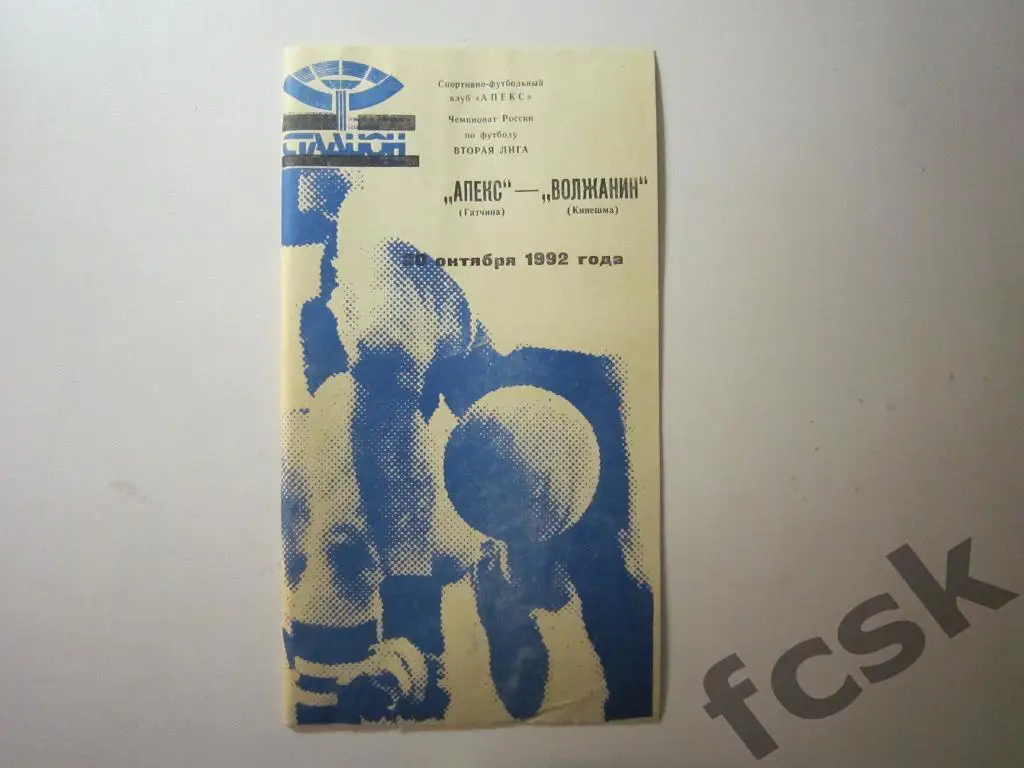 СТАДИОН
Спортивно-футбольный
клуб «АПЕКС»
Чемпионат России
по футболу
ВТОРАЯ ЛИГА
„АПЕКС" — „ВОЛЖАНИН"
(Гатчина) (Кинешма)
октября 1992 года
fcsk